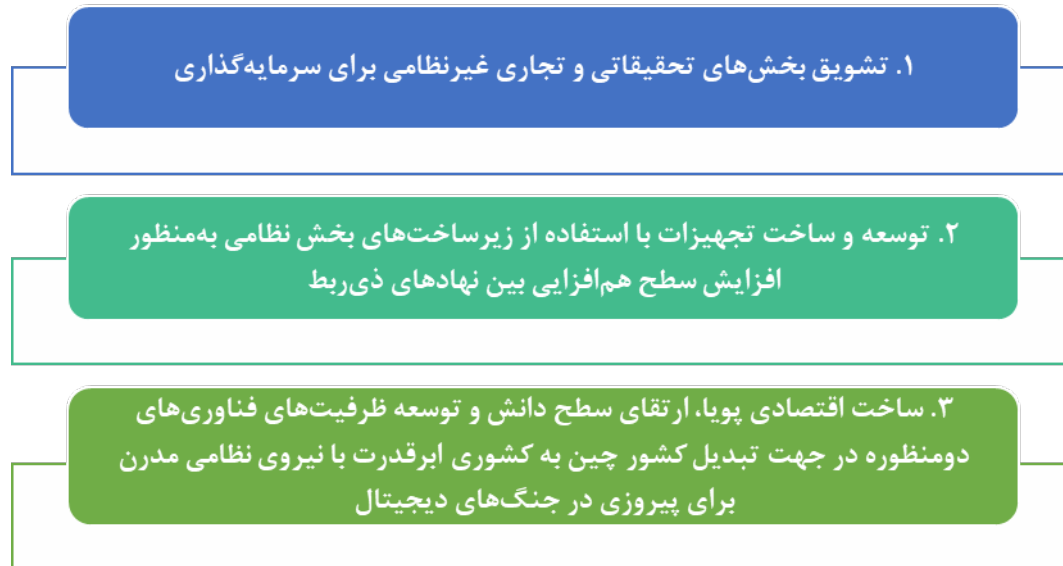 ۱. تشویق بخش‌های تحقیقاتی و تجاری غیرنظامی برای سرمایه‌گذاری
۲. توسعه و ساخت تجهیزات با استفاده از زیرساخت‌های بخش نظامی به‌منظور
افزایش سطح هم‌افزایی بین نهادهای ذی‌ربط
۳. ساخت اقتصادی پویا، ارتقای سطح دانش و توسعه ظرفیت‌های فناوری‌های
دومنظوره در جهت تبدیل کشور چین به کشوری ابرقدرت با نیروی نظامی مدرن
برای پیروزی در جنگ‌های دیجیتال